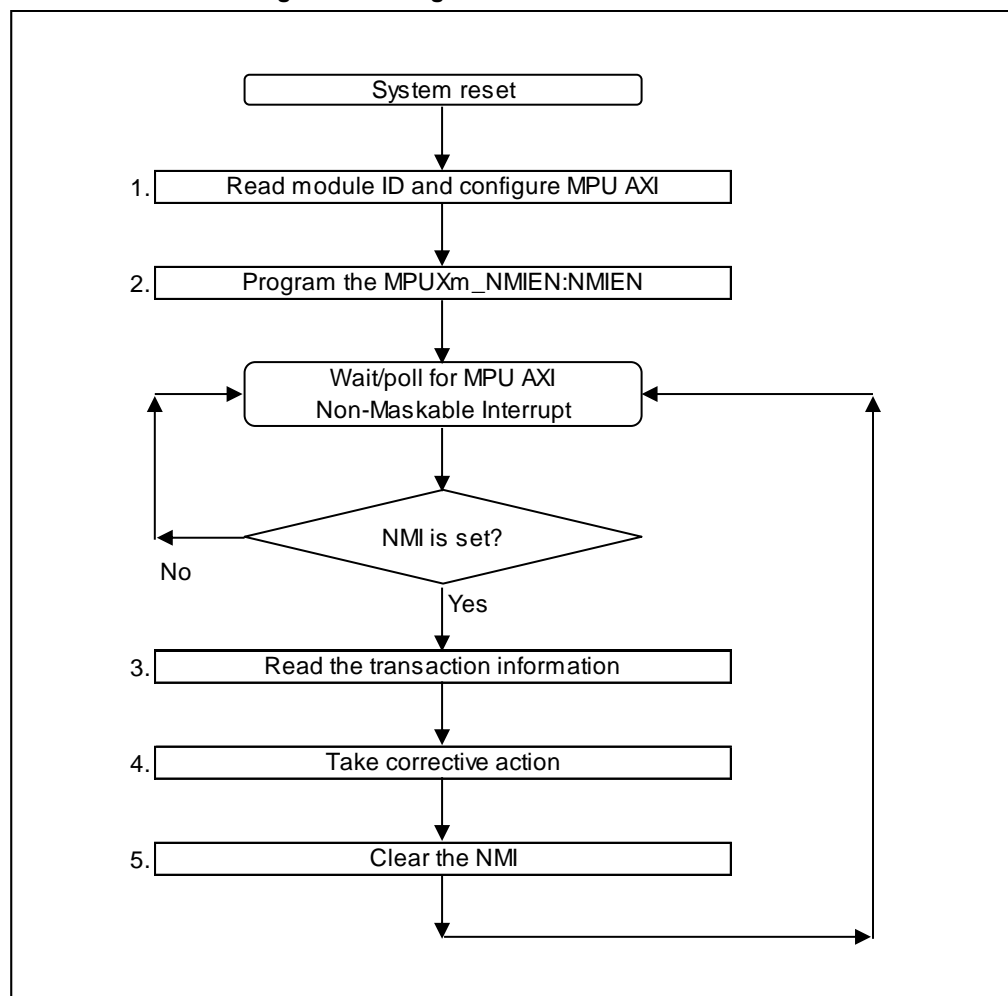 System reset
1. Read module ID and configure MPU AXI
2. Program the MPUXm_NMIEN:NMIEN
Wait/poll for MPU AXI
Non-Maskable Interrupt
NMI is set?
No
Yes
3. Read the transaction information
4. Take corrective action
5. Clear the NMI